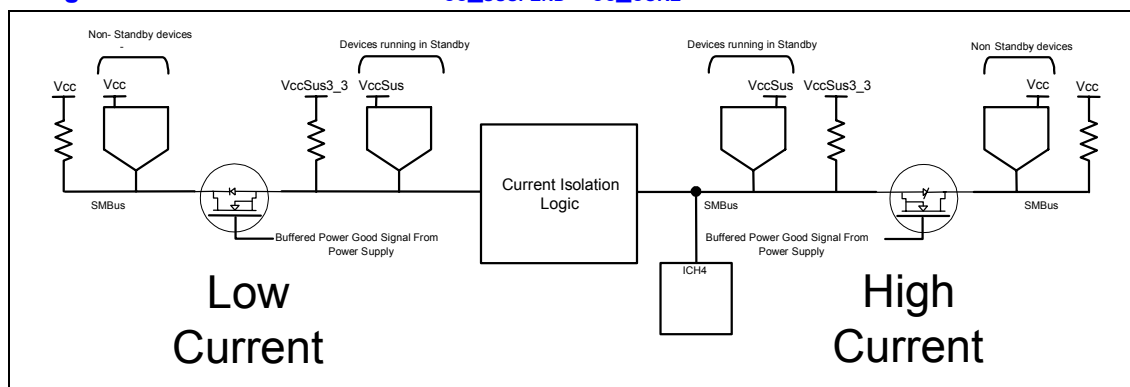 Non- Standby devices
-
Devices running in Standby
Devices running in Standby
Non Standby devices
Vcc
Vcc
VccSus3_3
VccSus
VccSus
VccSus3_3
Vcc
Vcc
Current Isolation
Logic
SMBus
SMBus
SMBus
Buffered Power Good Signal From
Power Supply
Buffered Power Good Signal From
Power Supply
ICH4
Low
Current
High
Current